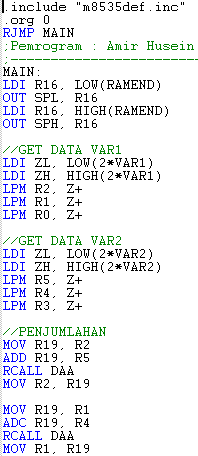 .include "m8535def.inc"
.org 0
RJMP MAIN
;Pemrogram : Amir Husein
;----------------------------
MAIN:
LDI R16, LOW(RAMEND)
OUT SPL, R16
LDI R16, HIGH(RAMEND)
OUT SPH, R16
//GET DATA VAR1
LDI ZL, LOW(2*VAR1)
LDI ZH, HIGH(2*VAR1)
LPM R2, Z+
LPM R1, Z+
LPM R0, Z+
//GET DATA VAR2
LDI ZL, LOW(2*VAR2)
LDI ZH, HIGH(2*VAR2)
LPM R5, Z+
LPM R4, Z+
LPM R3, Z+
//PENJUMLAHAN
MOV R19, R2
ADD R19, R5
RCALL DAA
MOV R2, R19
MOV R19, R1
ADC R19, R4
RCALL DAA
MOV R1, R19